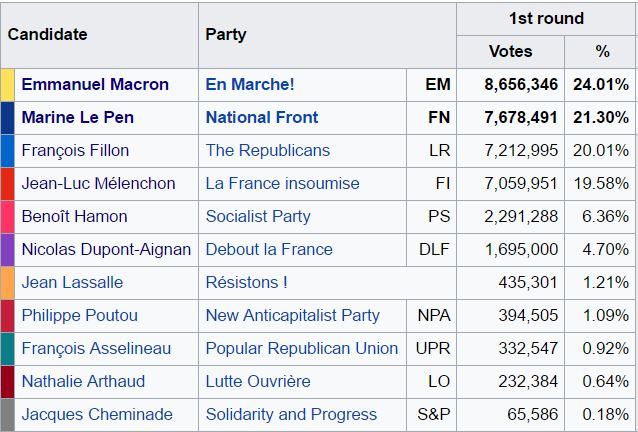 Candidate Party 1st round
Votes %
Emmanuel Macron En Marche! EM 8,656,346 24.01%
Marine Le Pen National Front FN 7,678,491 21.30%
François Fillon The Republicans LR 7,212,995 20.01%
Jean-Luc Mélenchon La France insoumise FI 7,059,951 19.58%
Benoît Hamon Socialist Party PS 2,291,288 6.36%
Nicolas Dupont-Aignan Debout la France DLF 1,695,000 4.70%
Jean Lassalle Résistons ! 435,301 1.21%
Philippe Poutou New Anticapitalist Party NPA 394,505 1.09%
François Asselineau Popular Republican Union UPR 332,547 0.92%
Nathalie Arthaud Lutte Ouvrière LO 232,384 0.64%
Jacques Cheminade Solidarity and Progress S&P 65,586 0.18%